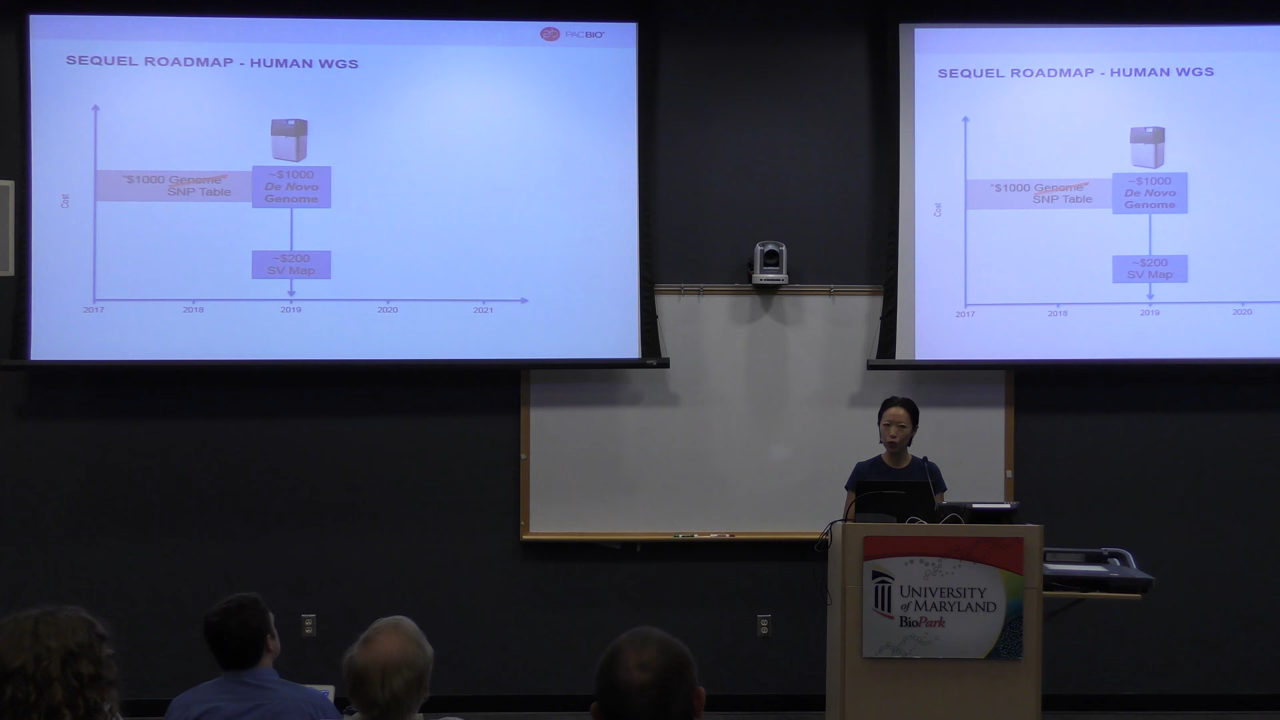 PACBIO®
SEQUEL ROADMAP - HUMAN WGS
Cost
"$1000 Genome"
SNP Table
~$1000
De Novo
Genome
~$200
SV Map
2017
2018
2019
2020
2021
SEQUEL ROADMAP - HUMAN WGS
Cost
"$1000 Genome"
SNP Table
~$1000
De Novo
Genome
~$200
SV Map
2017
2018
2019
2020
UNIVERSITY
of MARYLAND
BioPark